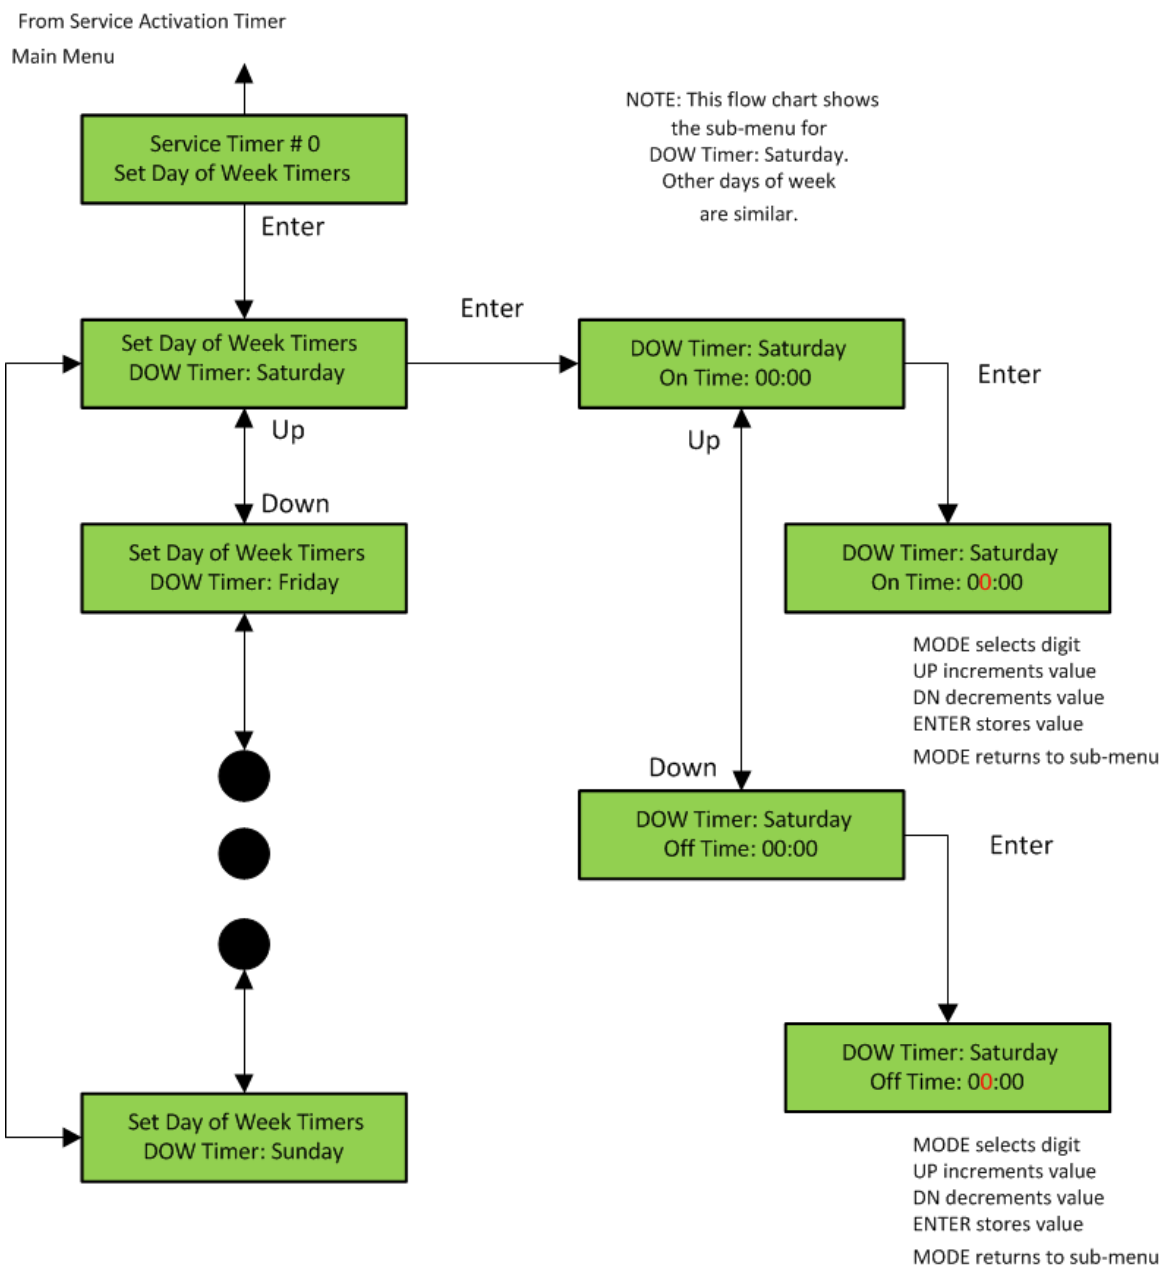 From Service Activation Timer
Main Menu
NOTE: This flow chart shows
the sub-menu for
DOW Timer: Saturday.
Other days of week
are similar.
Service Timer # 0
Set Day of Week Timers
Enter
Set Day of Week Timers
DOW Timer: Saturday
Enter
DOW Timer: Saturday
On Time: 00:00
Enter
Up
Up
Down
Set Day of Week Timers
DOW Timer: Friday
DOW Timer: Saturday
On Time: 00:00
MODE selects digit
UP increments value
DN decrements value
ENTER stores value
MODE returns to sub-menu
Down
DOW Timer: Saturday
Off Time: 00:00
Enter
DOW Timer: Saturday
Off Time: 00:00
Set Day of Week Timers
DOW Timer: Sunday
MODE selects digit
UP increments value
DN decrements value
ENTER stores value
MODE returns to sub-menu